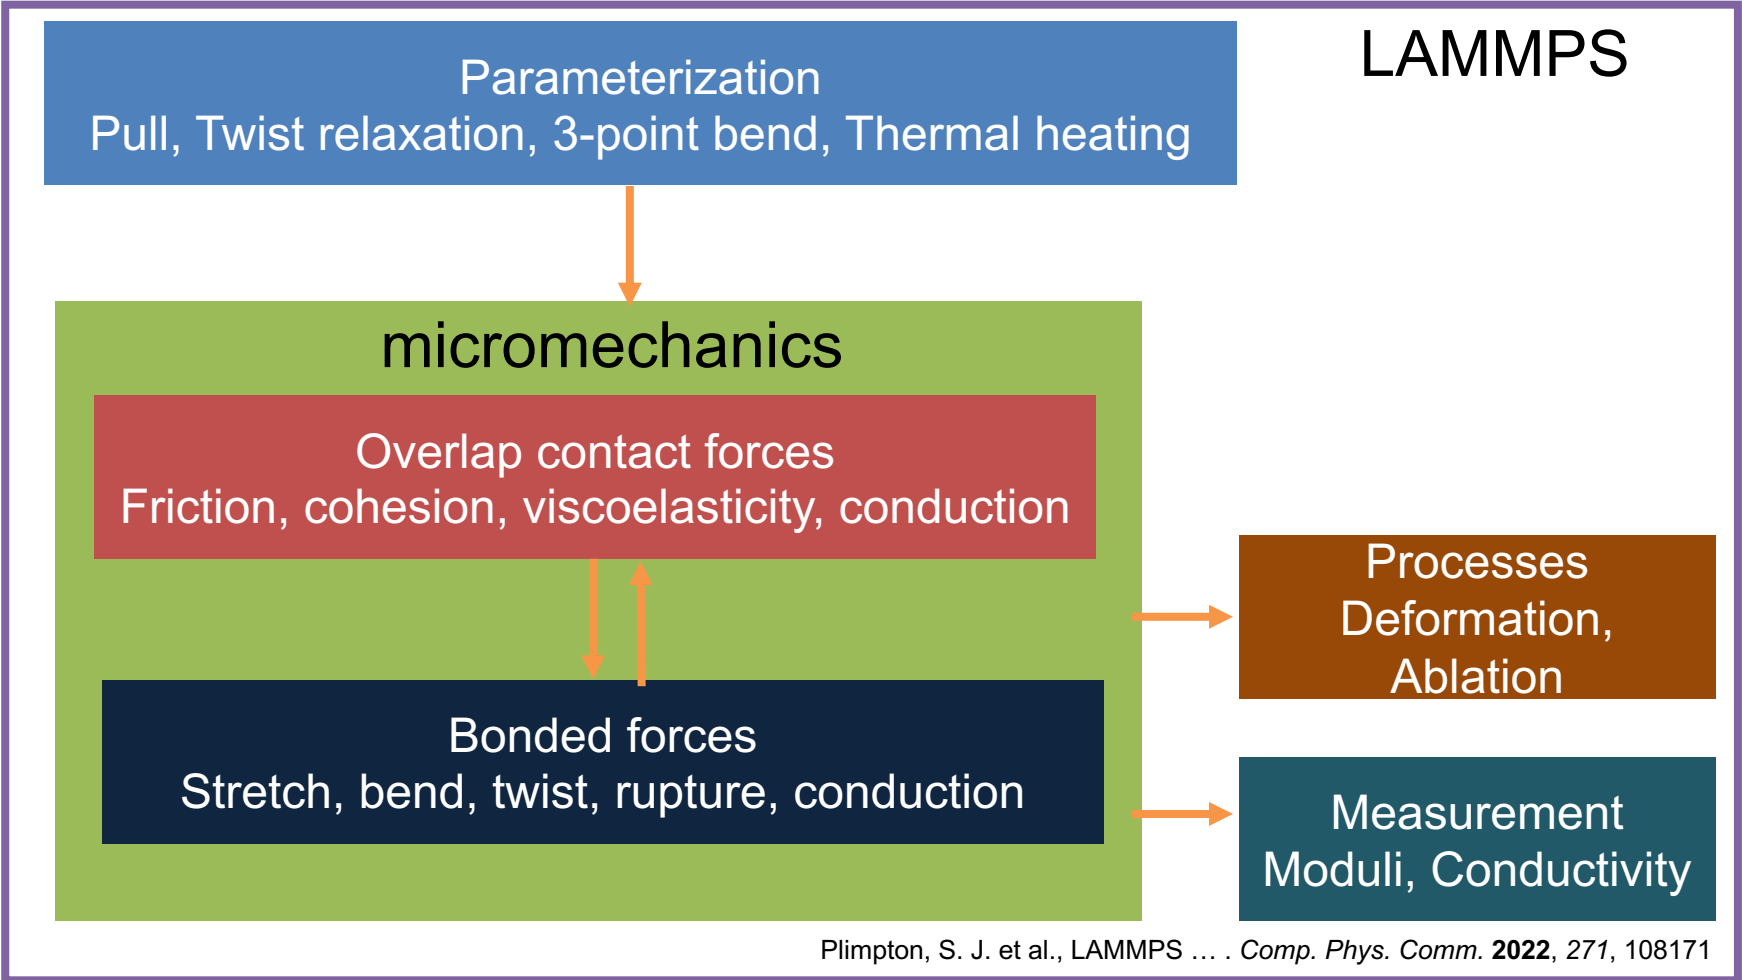 LAMMPS
Parameterization
Pull, Twist relaxation, 3-point bend, Thermal heating
micromechanics
Overlap contact forces
Friction, cohesion, viscoelasticity, conduction
Bonded forces
Stretch, bend, twist, rupture, conduction
Processes
Deformation,
Ablation
Measurement
Moduli, Conductivity
Plimpton, S. J. et al., LAMMPS … . Comp. Phys. Comm. 2022, 271, 108171